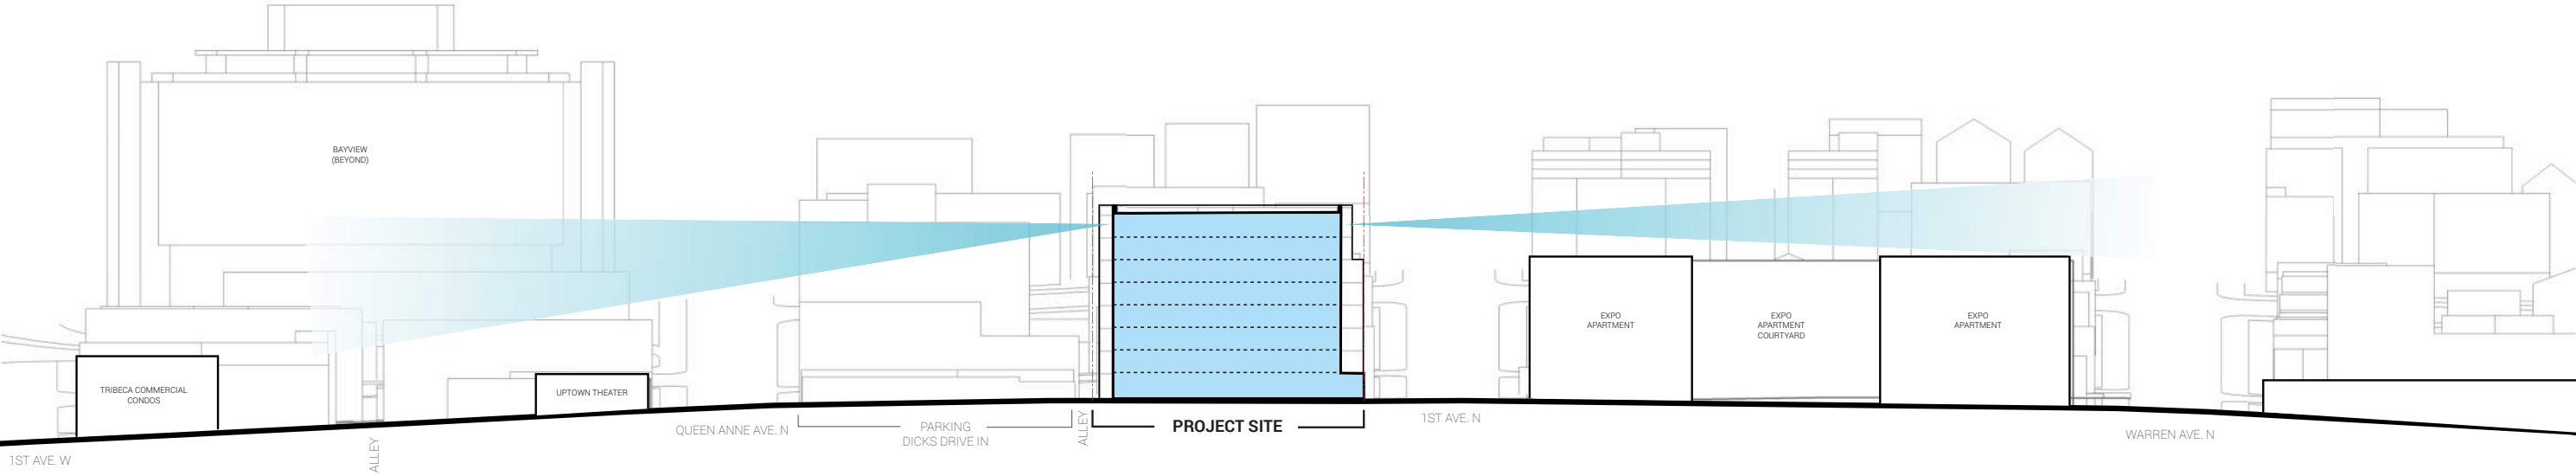 BAYVIEW
(BEYOND)
TRIBECA COMMERCIAL
CONDOS
UPTOWN THEATER
EXPO
APARTMENT
EXPO
APARTMENT
COURTYARD
EXPO
APARTMENT
1ST AVE. W
ALLEY
QUEEN ANNE AVE. N
PARKING
DICKS DRIVE IN
ALLEY
PROJECT SITE
1ST AVE. N
WARREN AVE. N